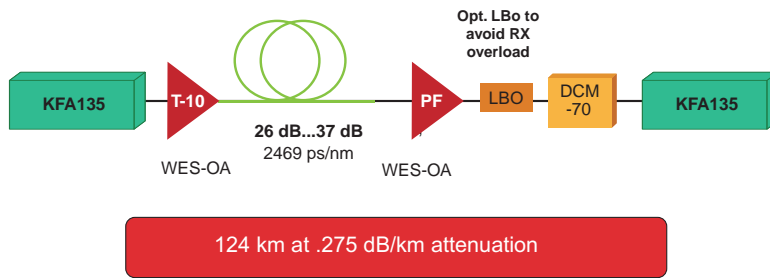 Opt. LBo to
avoid RX
overload
KFA135
T-10
PF
LBO
DCM
-70
KFA135
26 dB...37 dB
2469 ps/nm
WES-OA
WES-OA
124 km at .275 dB/km attenuation